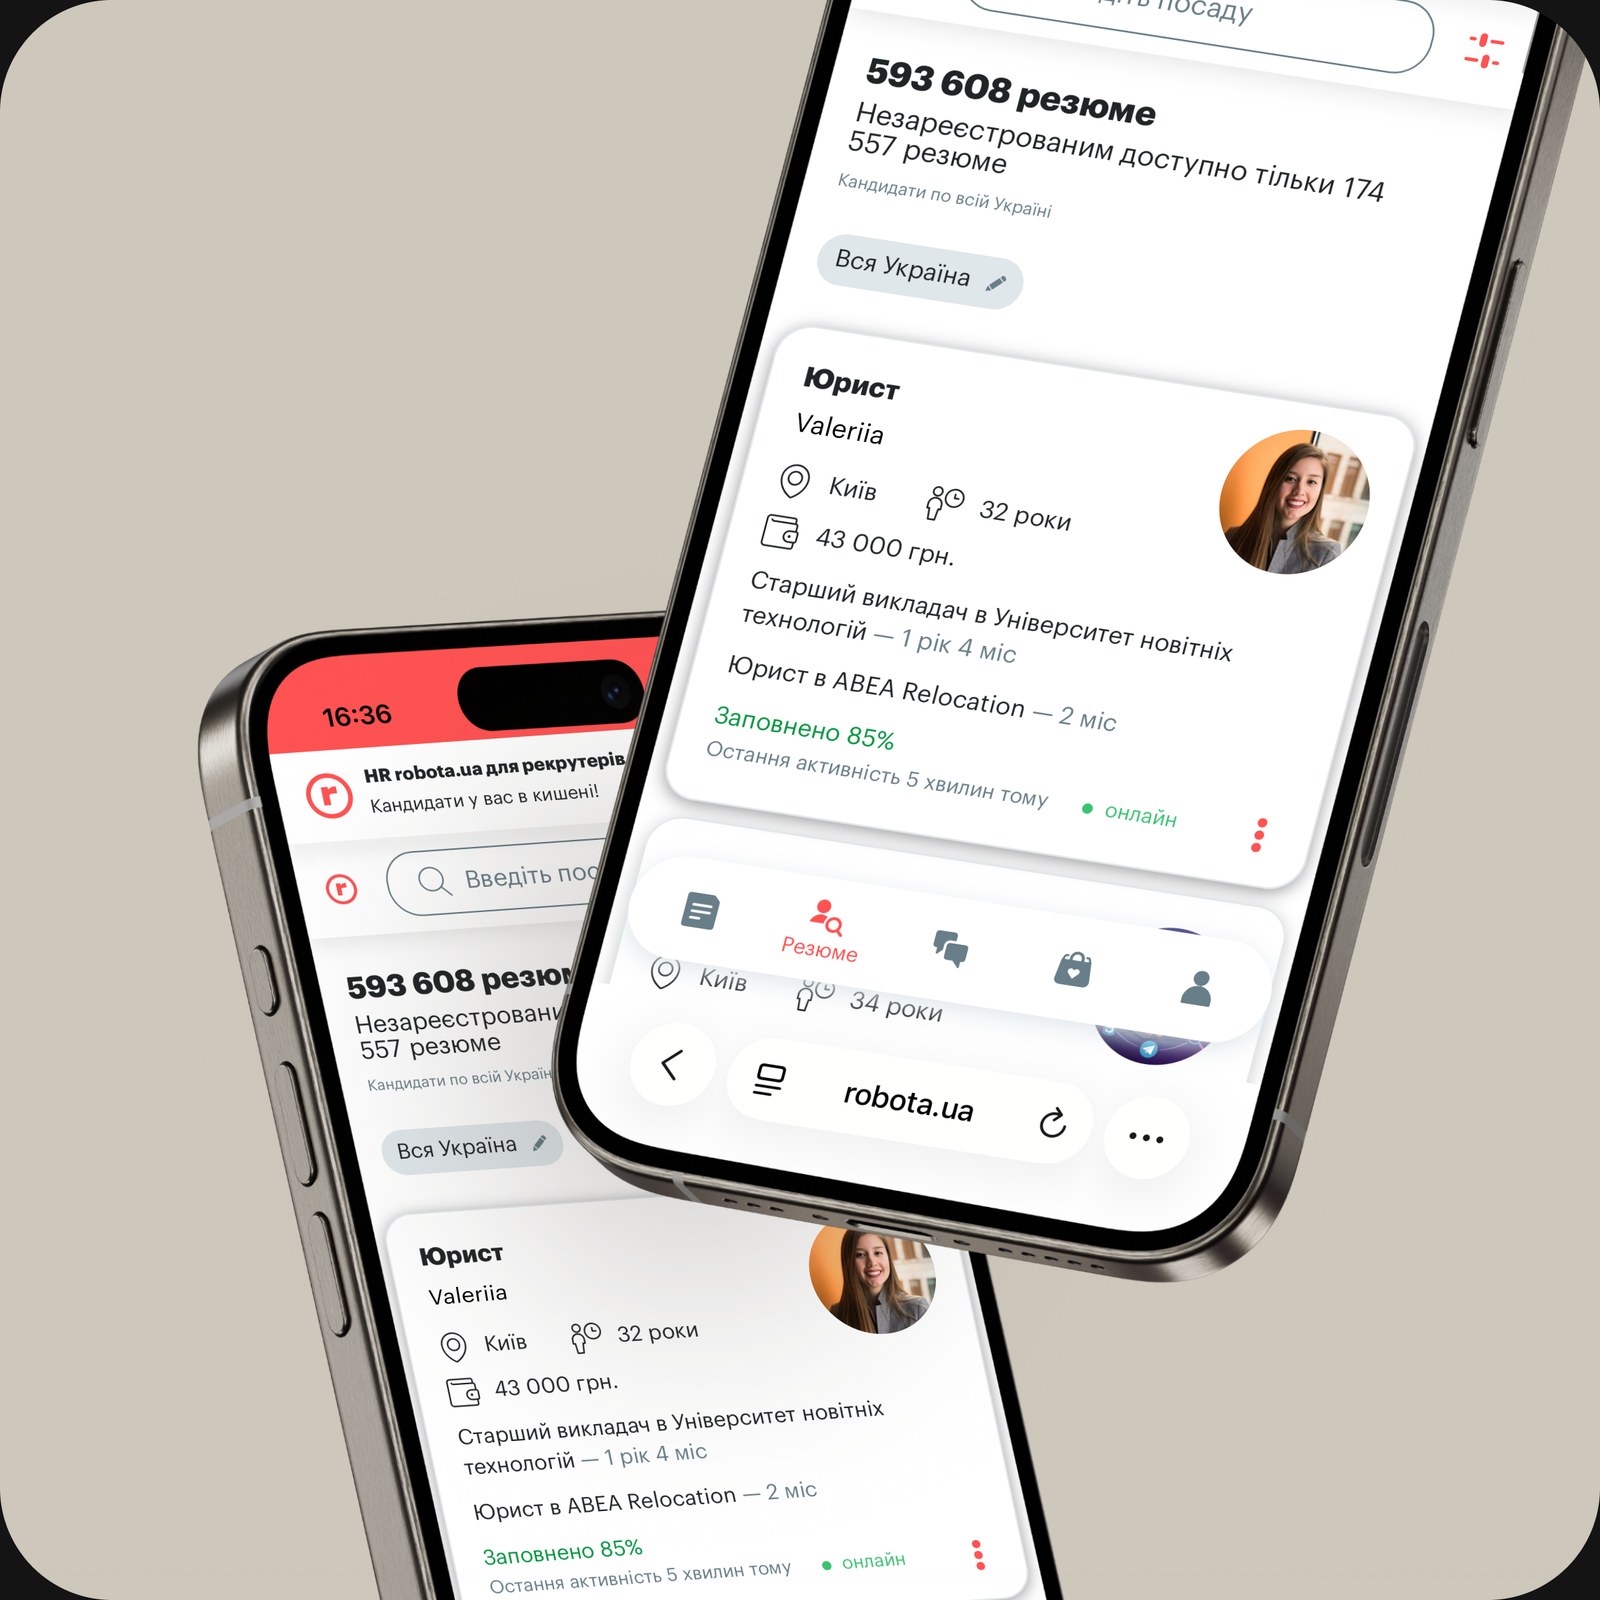 посаду
593 608 резюме
Незареєстрованим доступно тільки 174
557 резюме
Кандидати по всій Україні
Вся Україна
Юрист
Valeriia
Київ
32 роки
43 000 грн.
Старший викладач в Університет новітніх
технологій — 1 рік 4 міс
Юрист в ABEA Relocation — 2 міс
Заповнено 85%
Остання активність 5 хвилин тому
онлайн
Резюме
Київ
34 роки
robota.ua
16:36
HR robota.ua для рекрутерів
Кандидати у вас в кишені!
r
r
Введіть пос
593 608 резюм
Незареєстровани
557 резюме
Кандидати по всій Україн
Вся Україна
Юрист
Valeriia
Київ
32 роки
43 000 грн.
Старший викладач в Університет новітніх
технологій — 1 рік 4 міс
Юрист в ABEA Relocation — 2 міс
Заповнено 85%
Остання активність 5 хвилин тому
онлайн